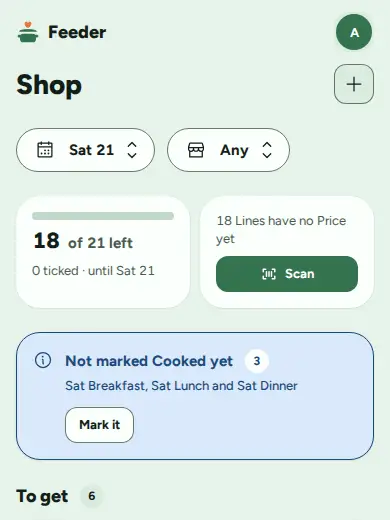 Feeder
A
Shop
Sat 21
Any
18 of 21 left
0 ticked · until Sat 21
18 Lines have no Price
yet
Scan
Not marked Cooked yet 3
Sat Breakfast, Sat Lunch and Sat Dinner
Mark it
To get 6